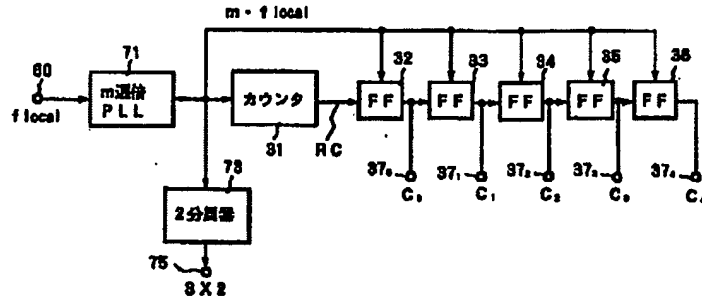 m・f local
60
71
32
33
34
35
36
f local
m逓倍
PLL
カウンタ
31
RC
FF
FF
FF
FF
FF
37₀
37₁
37₂
37₃
37₄
C₀
C₁
C₂
C₃
C₄
73
2分周器
75
SX2